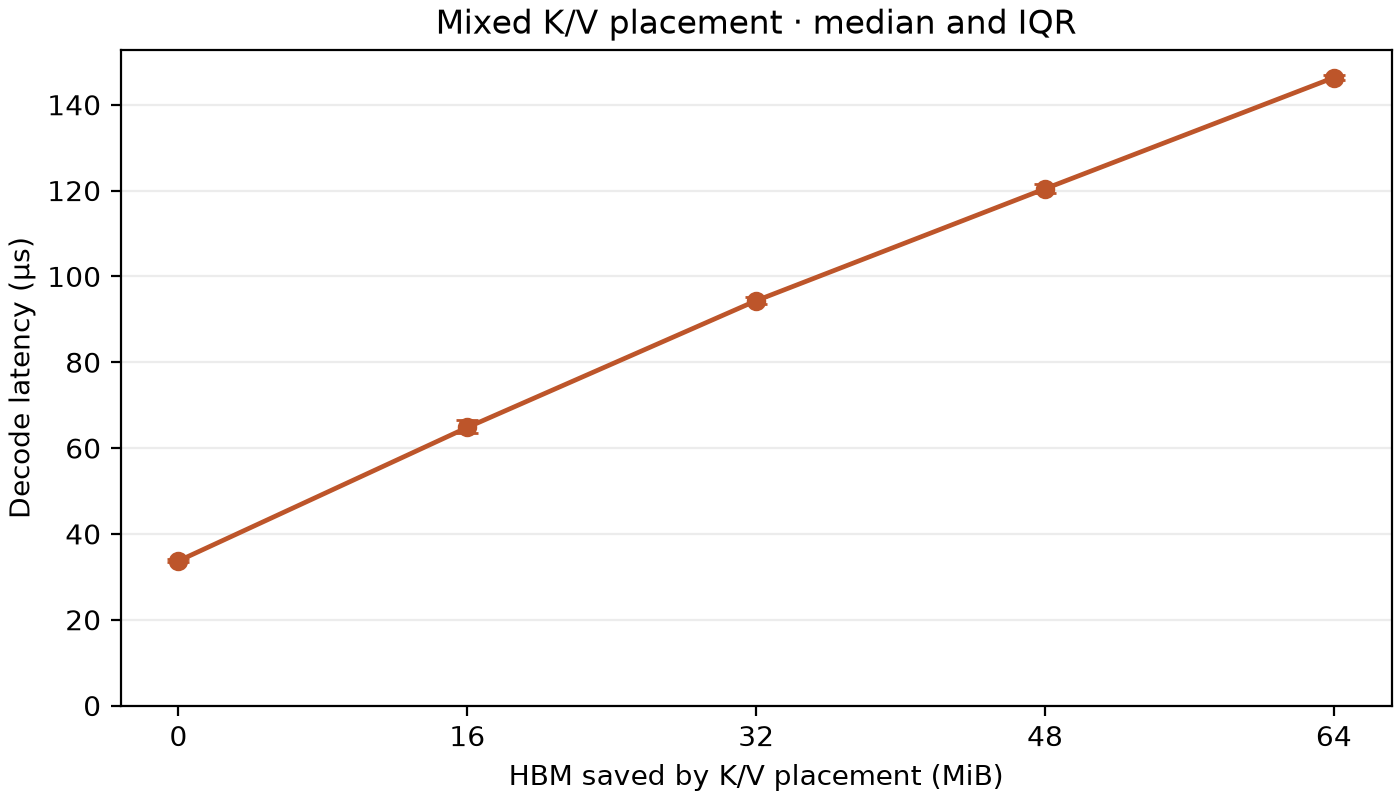 Mixed K/V placement · median and IQR
Decode latency (µs)
140
120
100
80
60
40
20
0
0 16 32 48 64
HBM saved by K/V placement (MiB)